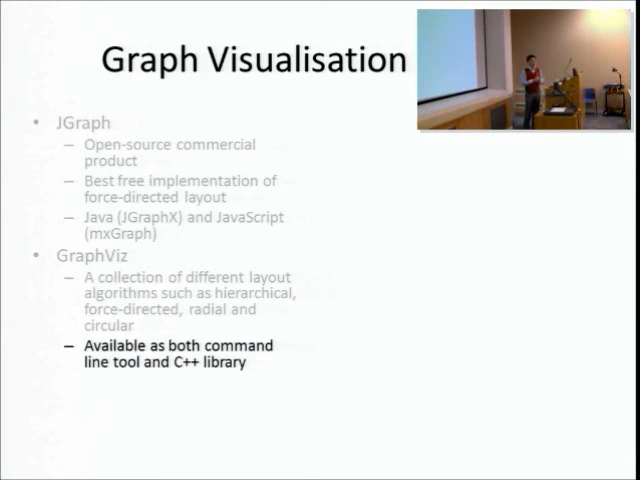 Graph Visualisation
• JGraph
– Open-source commercial
product
– Best free implementation of
force-directed layout
– Java (JGraphX) and JavaScript
(mxGraph)
• GraphViz
– A collection of different layout
algorithms such as hierarchical,
force-directed, radial and
circular
– Available as both command
line tool and C++ library